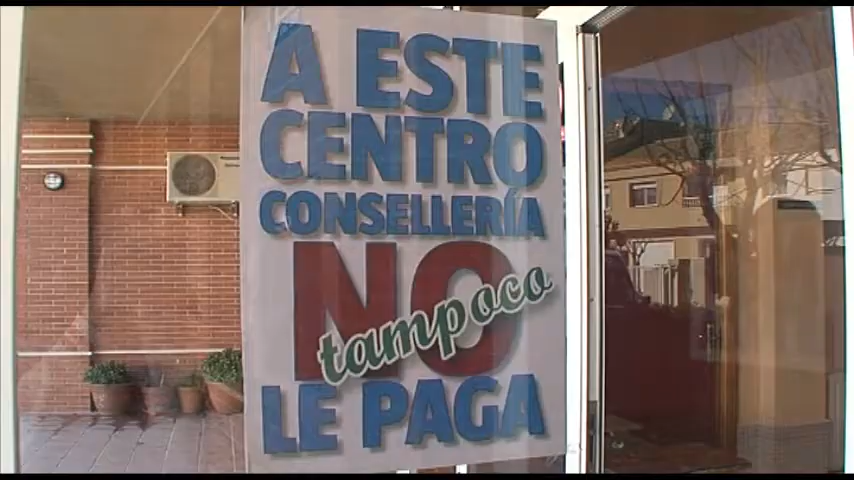 A ESTE
CENTRO
CONSELLERÍA
NO
tampoco
LE PAGA